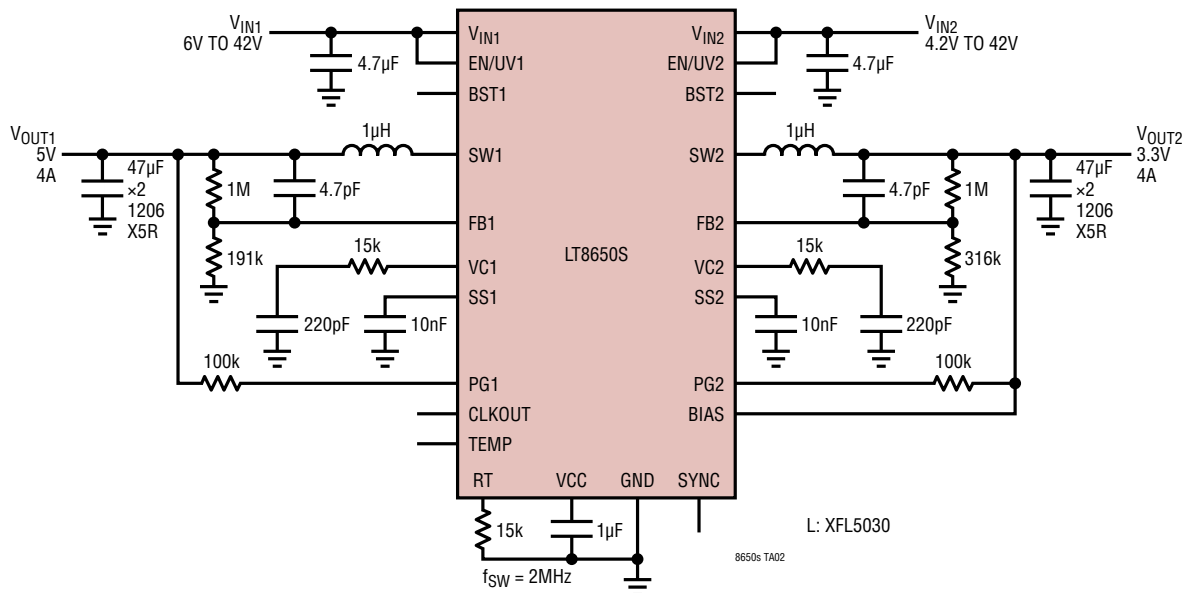 VIN1
6V TO 42V
4.7µF
VIN1
EN/UV1
BST1
VIN2
EN/UV2
BST2
4.7µF
VIN2
4.2V TO 42V
VOUT1
5V
4A
47µF
×2
1206
X5R
1M
4.7pF
1µH
SW1
191k
FB1
15k
VC1
SS1
220pF
10nF
100k
PG1
CLKOUT
TEMP
LT8650S
SW2
1µH
4.7pF
1M
47µF
×2
1206
X5R
VOUT2
3.3V
4A
FB2
316k
15k
VC2
SS2
10nF
220pF
100k
PG2
BIAS
RT
VCC
GND
SYNC
15k
1µF
fSW = 2MHz
L: XFL5030
8650s TA02